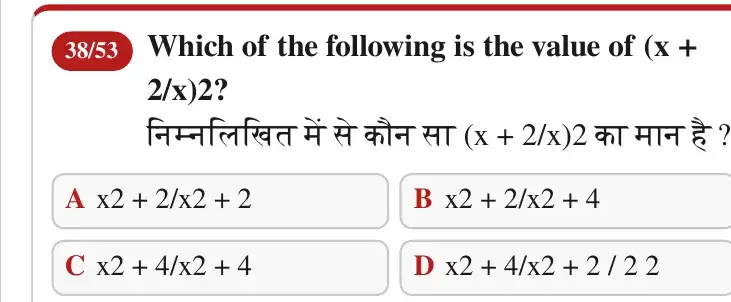 38/53 Which of the following is the value of (x +
2/x)2?
निम्नलिखित में से कौन सा (x + 2/x)2 का मान है ?
A x2 + 2/x2 + 2
B x2 + 2/x2 + 4
C x2 + 4/x2 + 4
D x2 + 4/x2 + 2 / 2 2